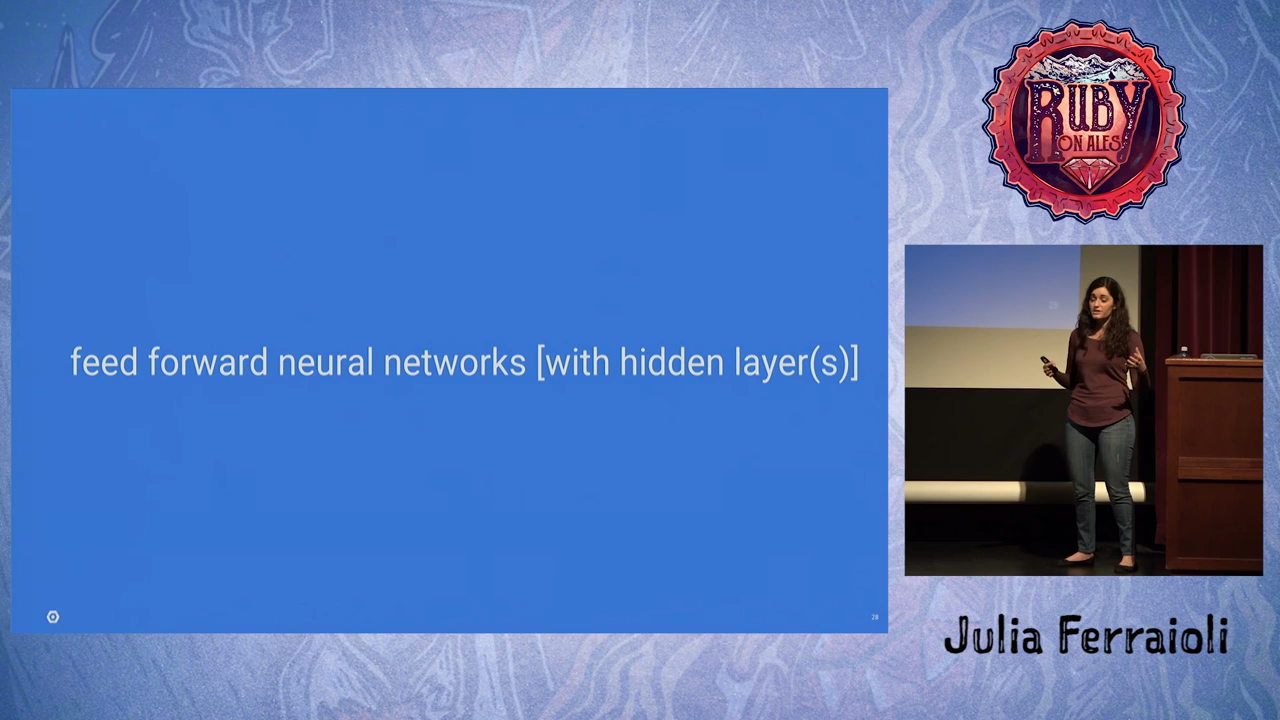 feed forward neural networks [with hidden layer(s)]
RUBY
ON ALES
Julia Ferraioli